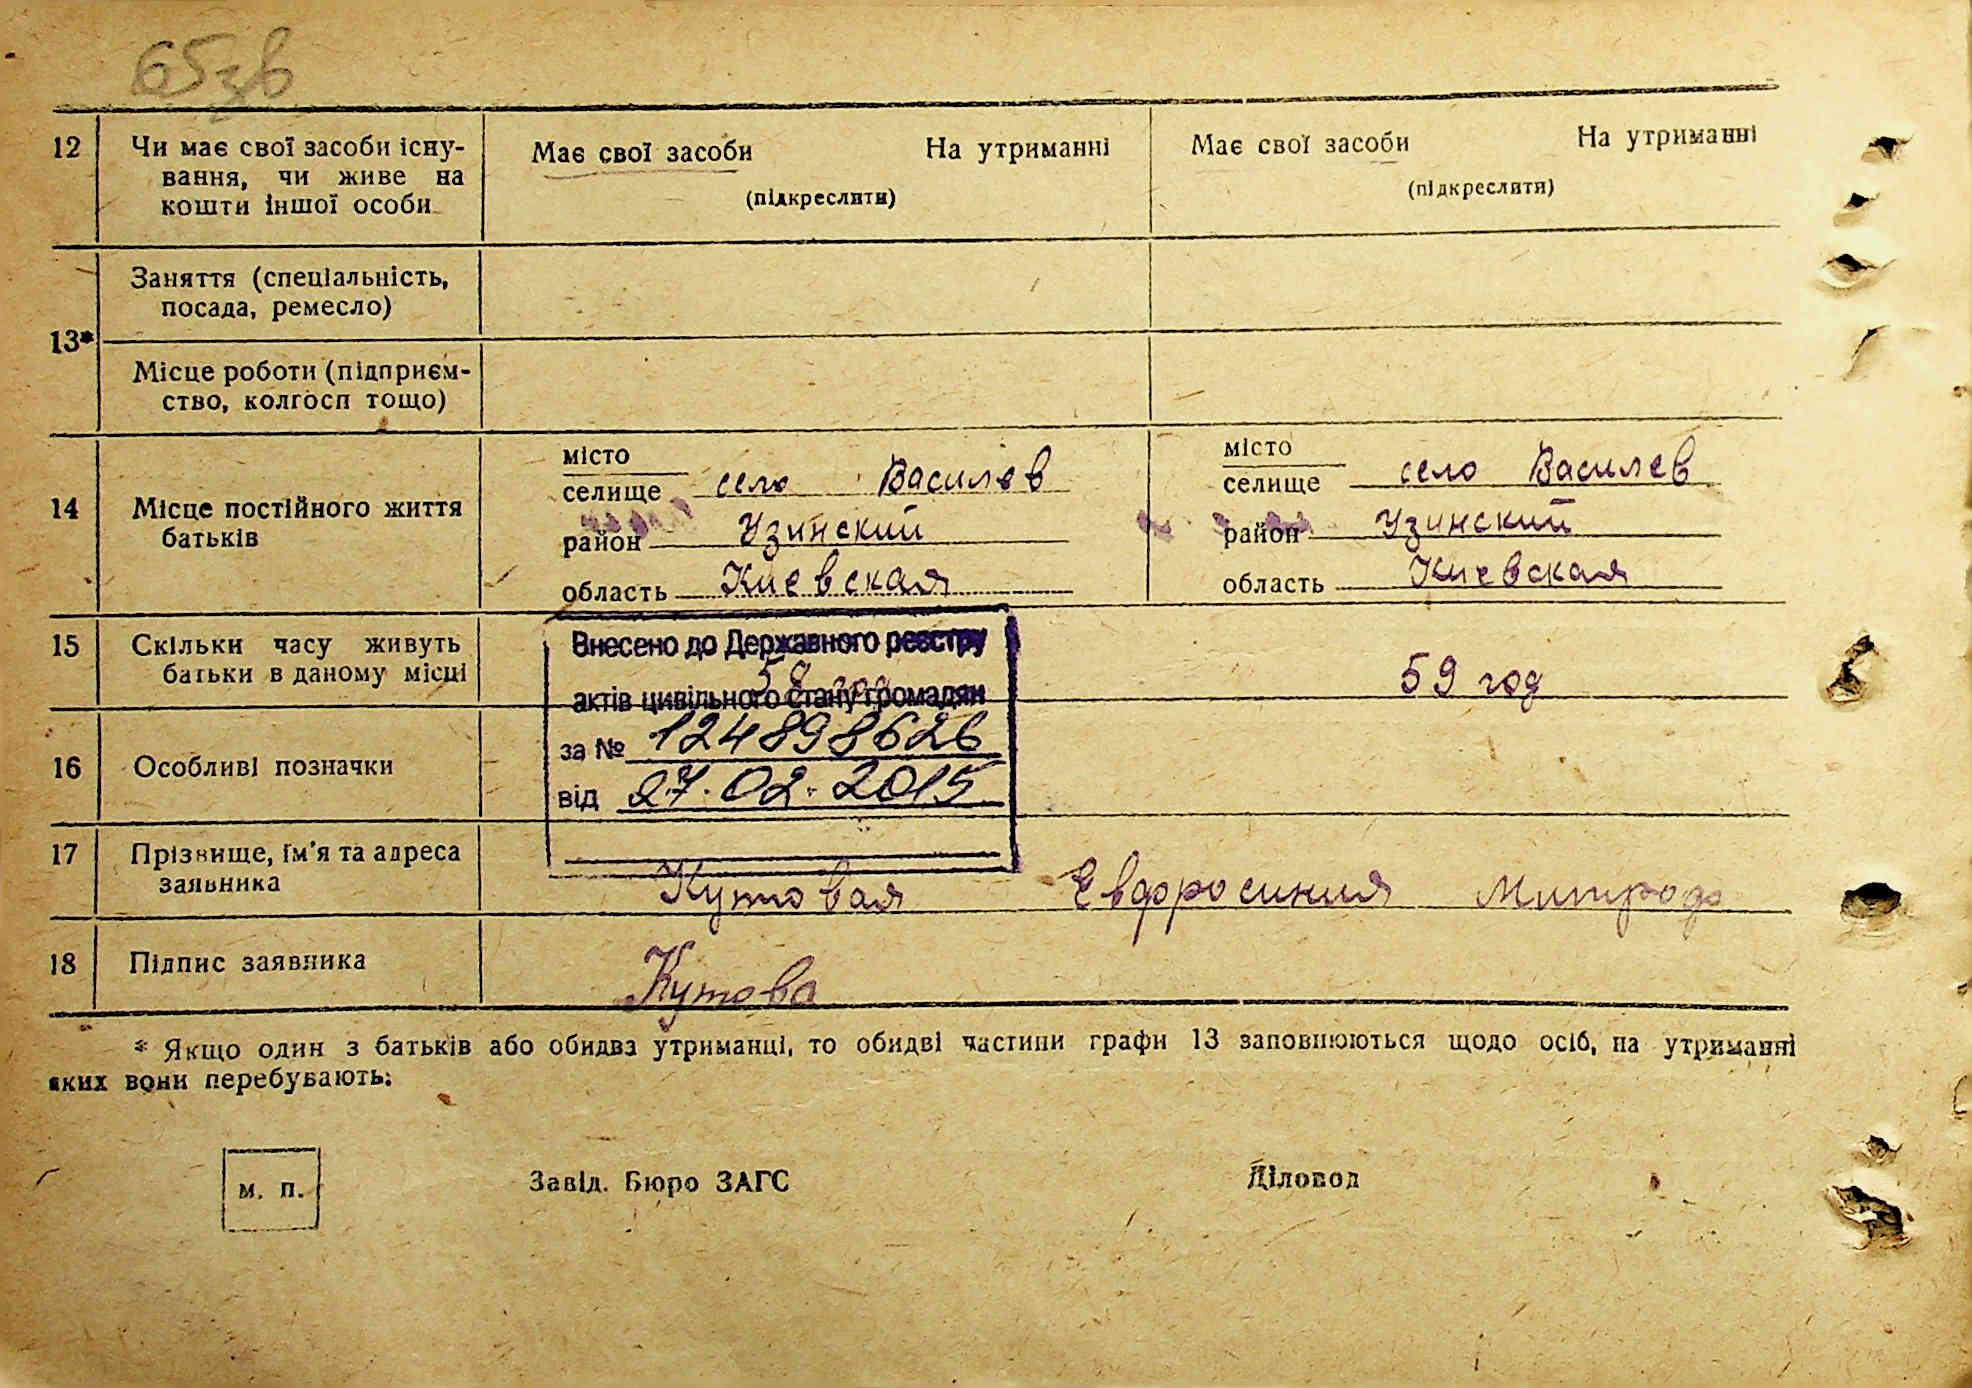 65зв
12 Чи має свої засоби існу- Має свої засоби На утриманні Має свої засоби На утриманні
вання, чи живе на (підкреслити) (підкреслити)
кошти іншої особи
Заняття (спеціальність,
посада, ремесло)
13*
Місце роботи (підприєм-
ство, колгосп тощо)
14 Місце постійного життя батьків
місто
селище село Василев
район Узинский
область Киевская
місто
селище село Василев
район Узинский
область Киевская
15 Скільки часу живуть
батьки в даному місці 59 год
Внесено до Державного реєстру
актів цивільного стану громадян
за № 124898626
від 27.02.2015
16 Особливі позначки
17 Прізвище, ім'я та адреса
заявника Кутовая Евфросиния
18 Підпис заявника Кутова
* Якщо один з батьків або обидва утриманці, то обидві частини графи 13 заповнюються щодо осіб, на утриманні
яких вони перебувають.
м. п. Завід. Бюро ЗАГС Діловод